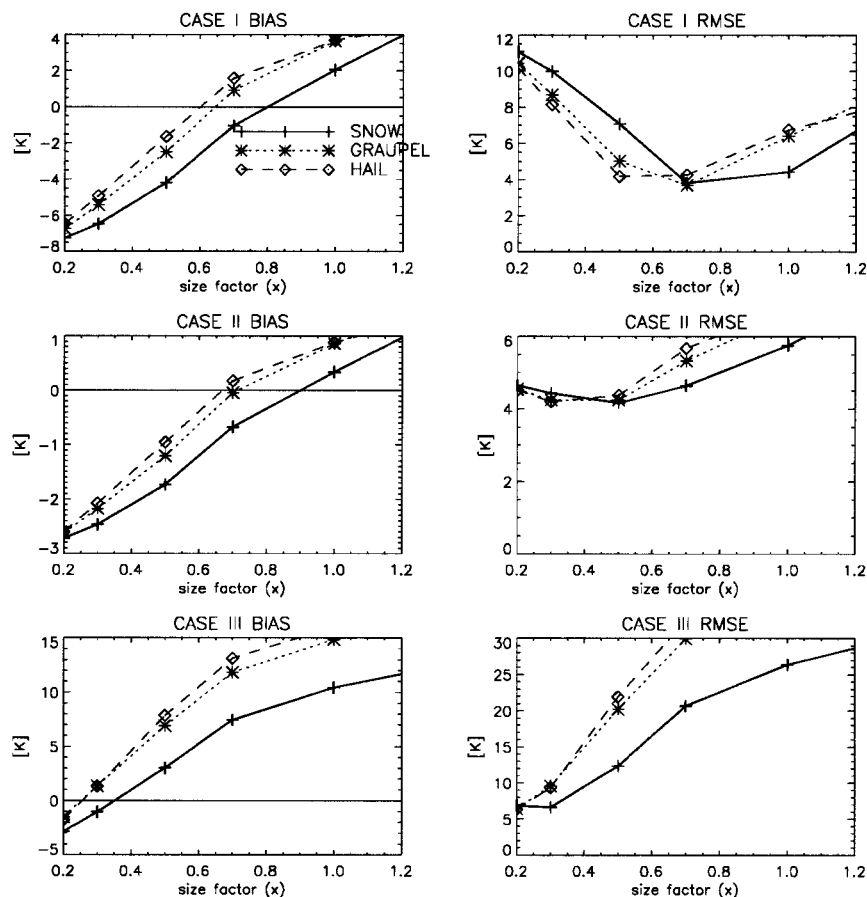 CASE I BIAS
4
2
0
-2
-4
-6
-8
[K]
SNOW
GRAUPEL
HAIL
0.2 0.4 0.6 0.8 1.0 1.2
size factor (x)
CASE I RMSE
12
10
8
6
4
2
0
[K]
0.2 0.4 0.6 0.8 1.0 1.2
size factor (x)
CASE II BIAS
1
0
-1
-2
-3
[K]
0.2 0.4 0.6 0.8 1.0 1.2
size factor (x)
CASE II RMSE
6
4
2
0
[K]
0.2 0.4 0.6 0.8 1.0 1.2
size factor (x)
CASE III BIAS
15
10
5
0
-5
[K]
0.2 0.4 0.6 0.8 1.0 1.2
size factor (x)
CASE III RMSE
30
25
20
15
10
5
0
[K]
0.2 0.4 0.6 0.8 1.0 1.2
size factor (x)